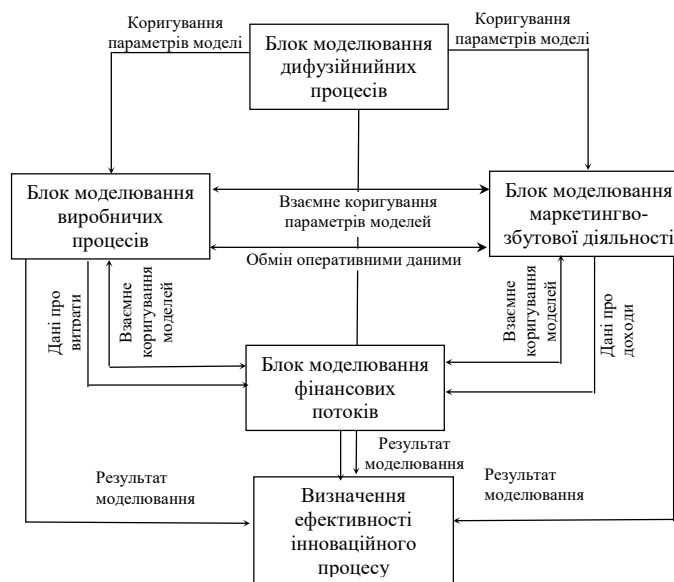 Коригування
параметрів моделі
Блок моделювання
дифузійнийних
процесів
Коригування
параметрів моделі
Блок моделювання
виробничих
процесів
Взаємне коригування
параметрів моделей
Обмін оперативними даними
Блок моделювання
маркетингво-
збутової діяльності
Дані про
витрати
Взаємне
коригування
моделей
Взаємне
коригування
моделей
Дані про
доходи
Блок моделювання
фінансових
потоків
Результат
моделювання
Результат
моделювання
Результат
моделювання
Визначення
ефективності
інноваційного
процесу